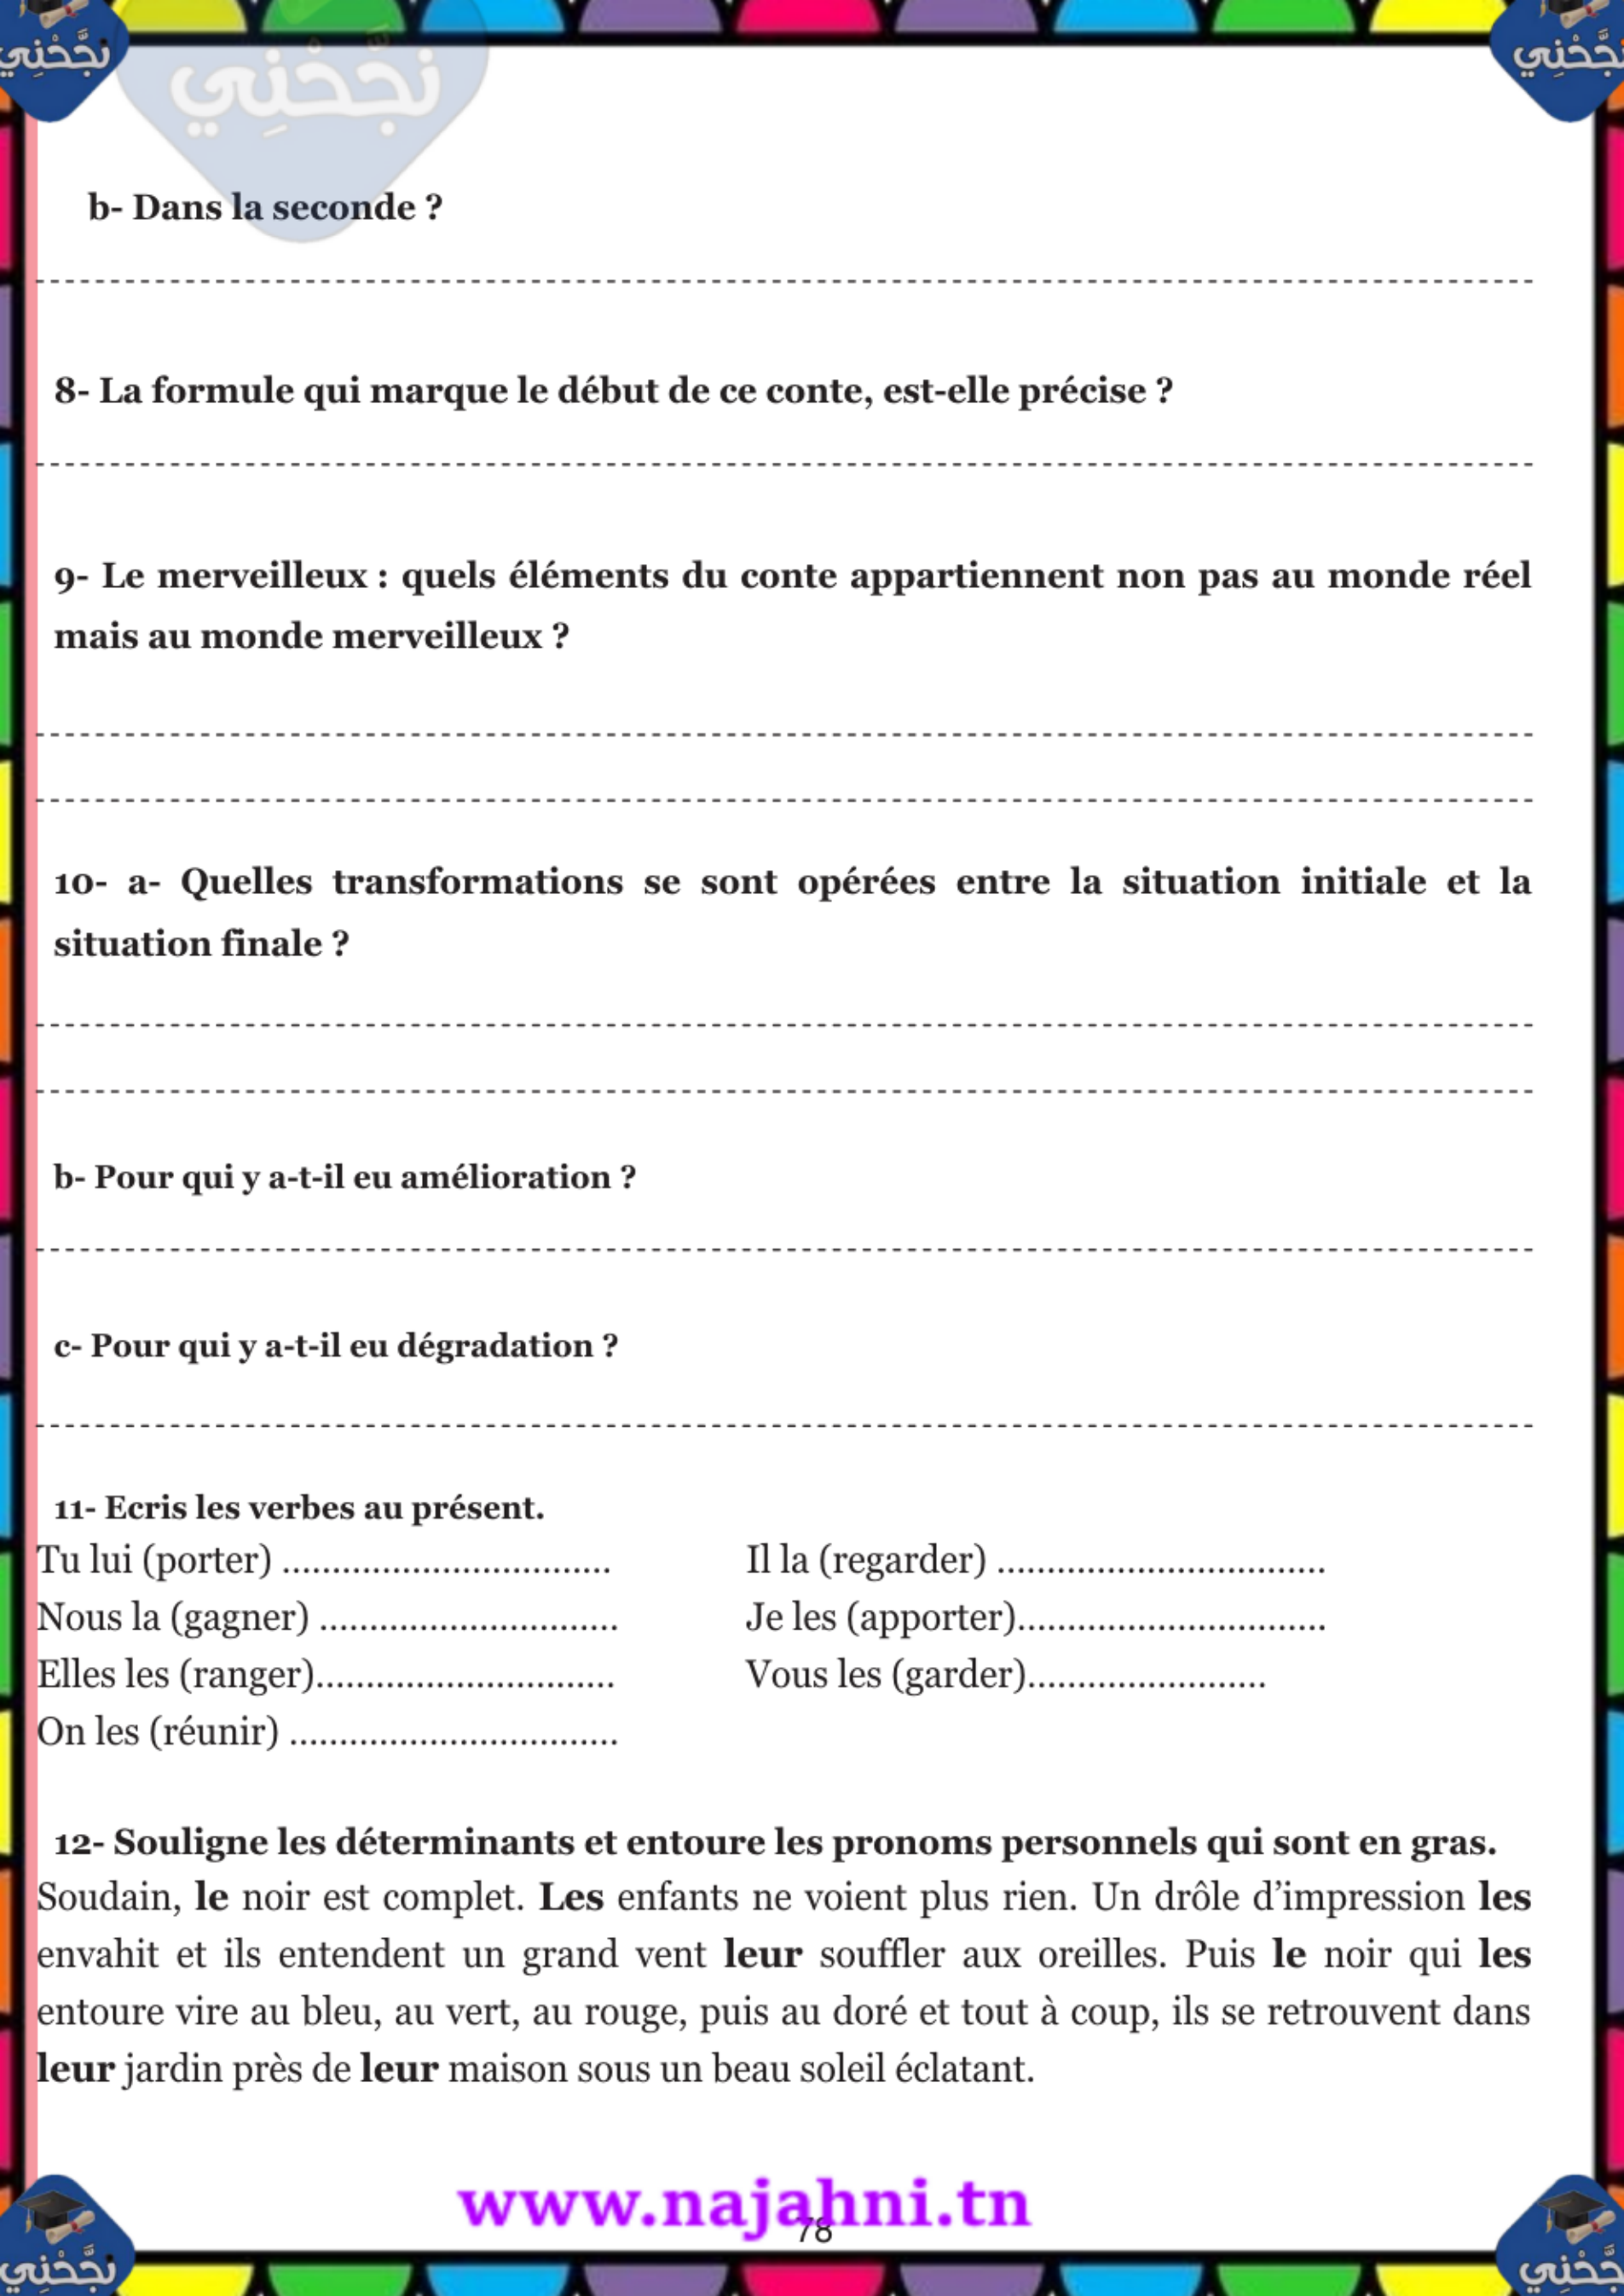 نجّحْنِي
نَجَّحْنِي
نجّحْنِي
b- Dans la seconde ?
8- La formule qui marque le début de ce conte, est-elle précise ?
9- Le merveilleux : quels éléments du conte appartiennent non pas au monde réel
mais au monde merveilleux ?
10- a- Quelles transformations se sont opérées entre la situation initiale et la
situation finale ?
b- Pour qui y a-t-il eu amélioration ?
c- Pour qui y a-t-il eu dégradation ?
11- Ecris les verbes au présent.
Tu lui (porter) ................................. Il la (regarder) .................................
Nous la (gagner) .............................. Je les (apporter)...............................
Elles les (ranger).............................. Vous les (garder)........................
On les (réunir) .................................
12- Souligne les déterminants et entoure les pronoms personnels qui sont en gras.
Soudain, le noir est complet. Les enfants ne voient plus rien. Un drôle d’impression les
envahit et ils entendent un grand vent leur souffler aux oreilles. Puis le noir qui les
entoure vire au bleu, au vert, au rouge, puis au doré et tout à coup, ils se retrouvent dans
leur jardin près de leur maison sous un beau soleil éclatant.
www.najahni.tn
78
نجّحْنِي
نجّحْنِي